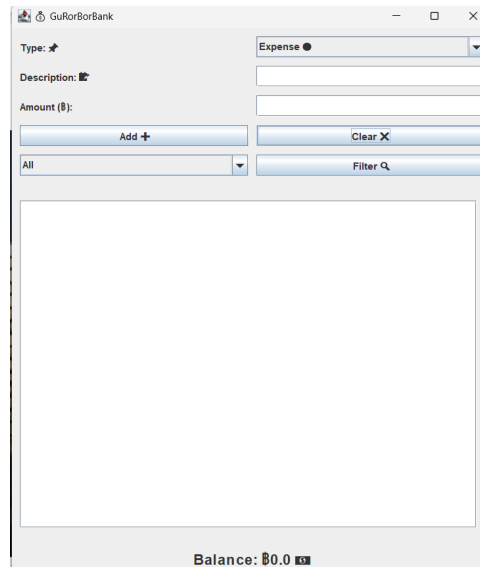 💰 GuRorBorBank
Type: 📌
Expense ⚫
Description:
Amount (฿):
Add ➕
Clear ❌
All
Filter 🔍
Balance: ฿0.0 💵